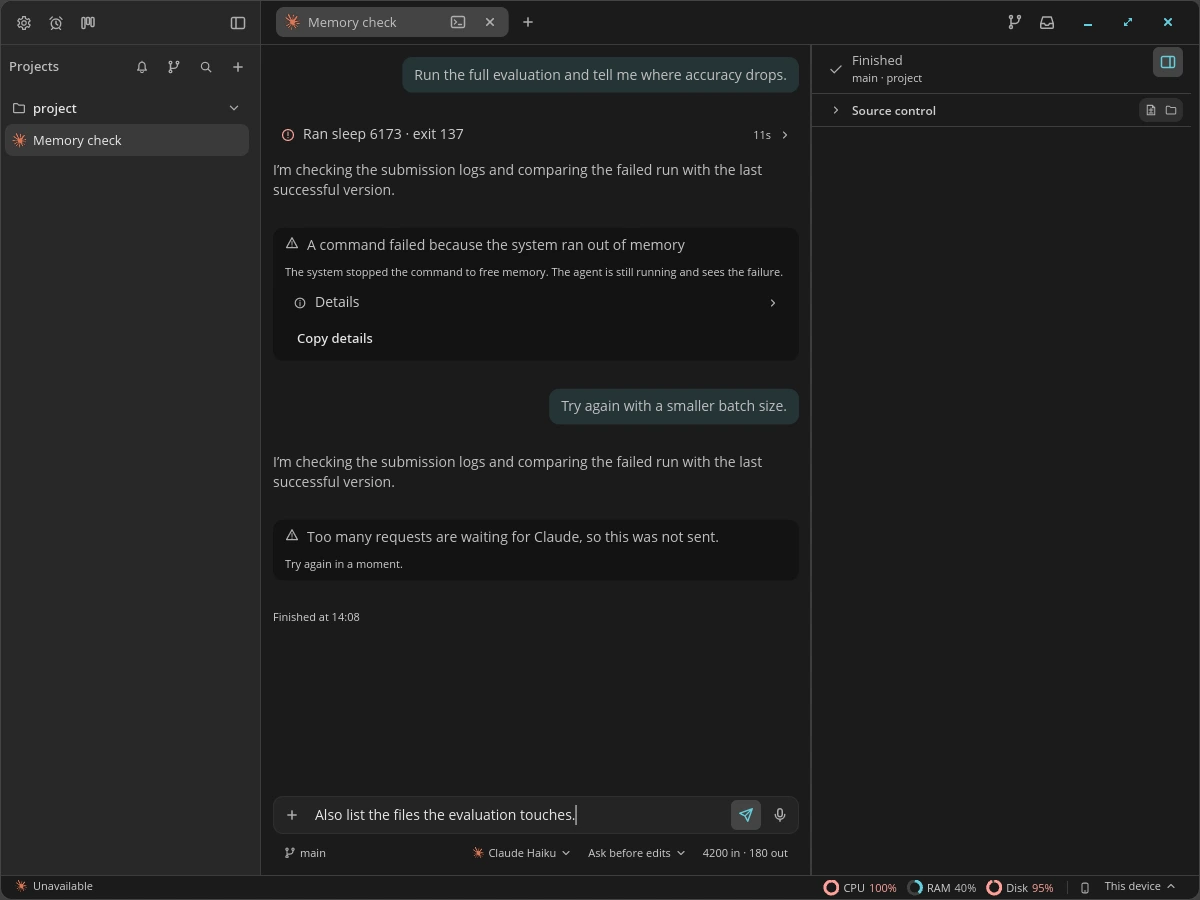 Memory check
Projects
project
Memory check
Run the full evaluation and tell me where accuracy drops.
Ran sleep 6173 · exit 137
11s
I’m checking the submission logs and comparing the failed run with the last
successful version.
A command failed because the system ran out of memory
The system stopped the command to free memory. The agent is still running and sees the failure.
Details
Copy details
Try again with a smaller batch size.
I’m checking the submission logs and comparing the failed run with the last
successful version.
Too many requests are waiting for Claude, so this was not sent.
Try again in a moment.
Finished at 14:08
Also list the files the evaluation touches.
main
Claude Haiku
Ask before edits
4200 in · 180 out
Finished
main · project
Source control
Unavailable
CPU 100%
RAM 40%
Disk 95%
This device